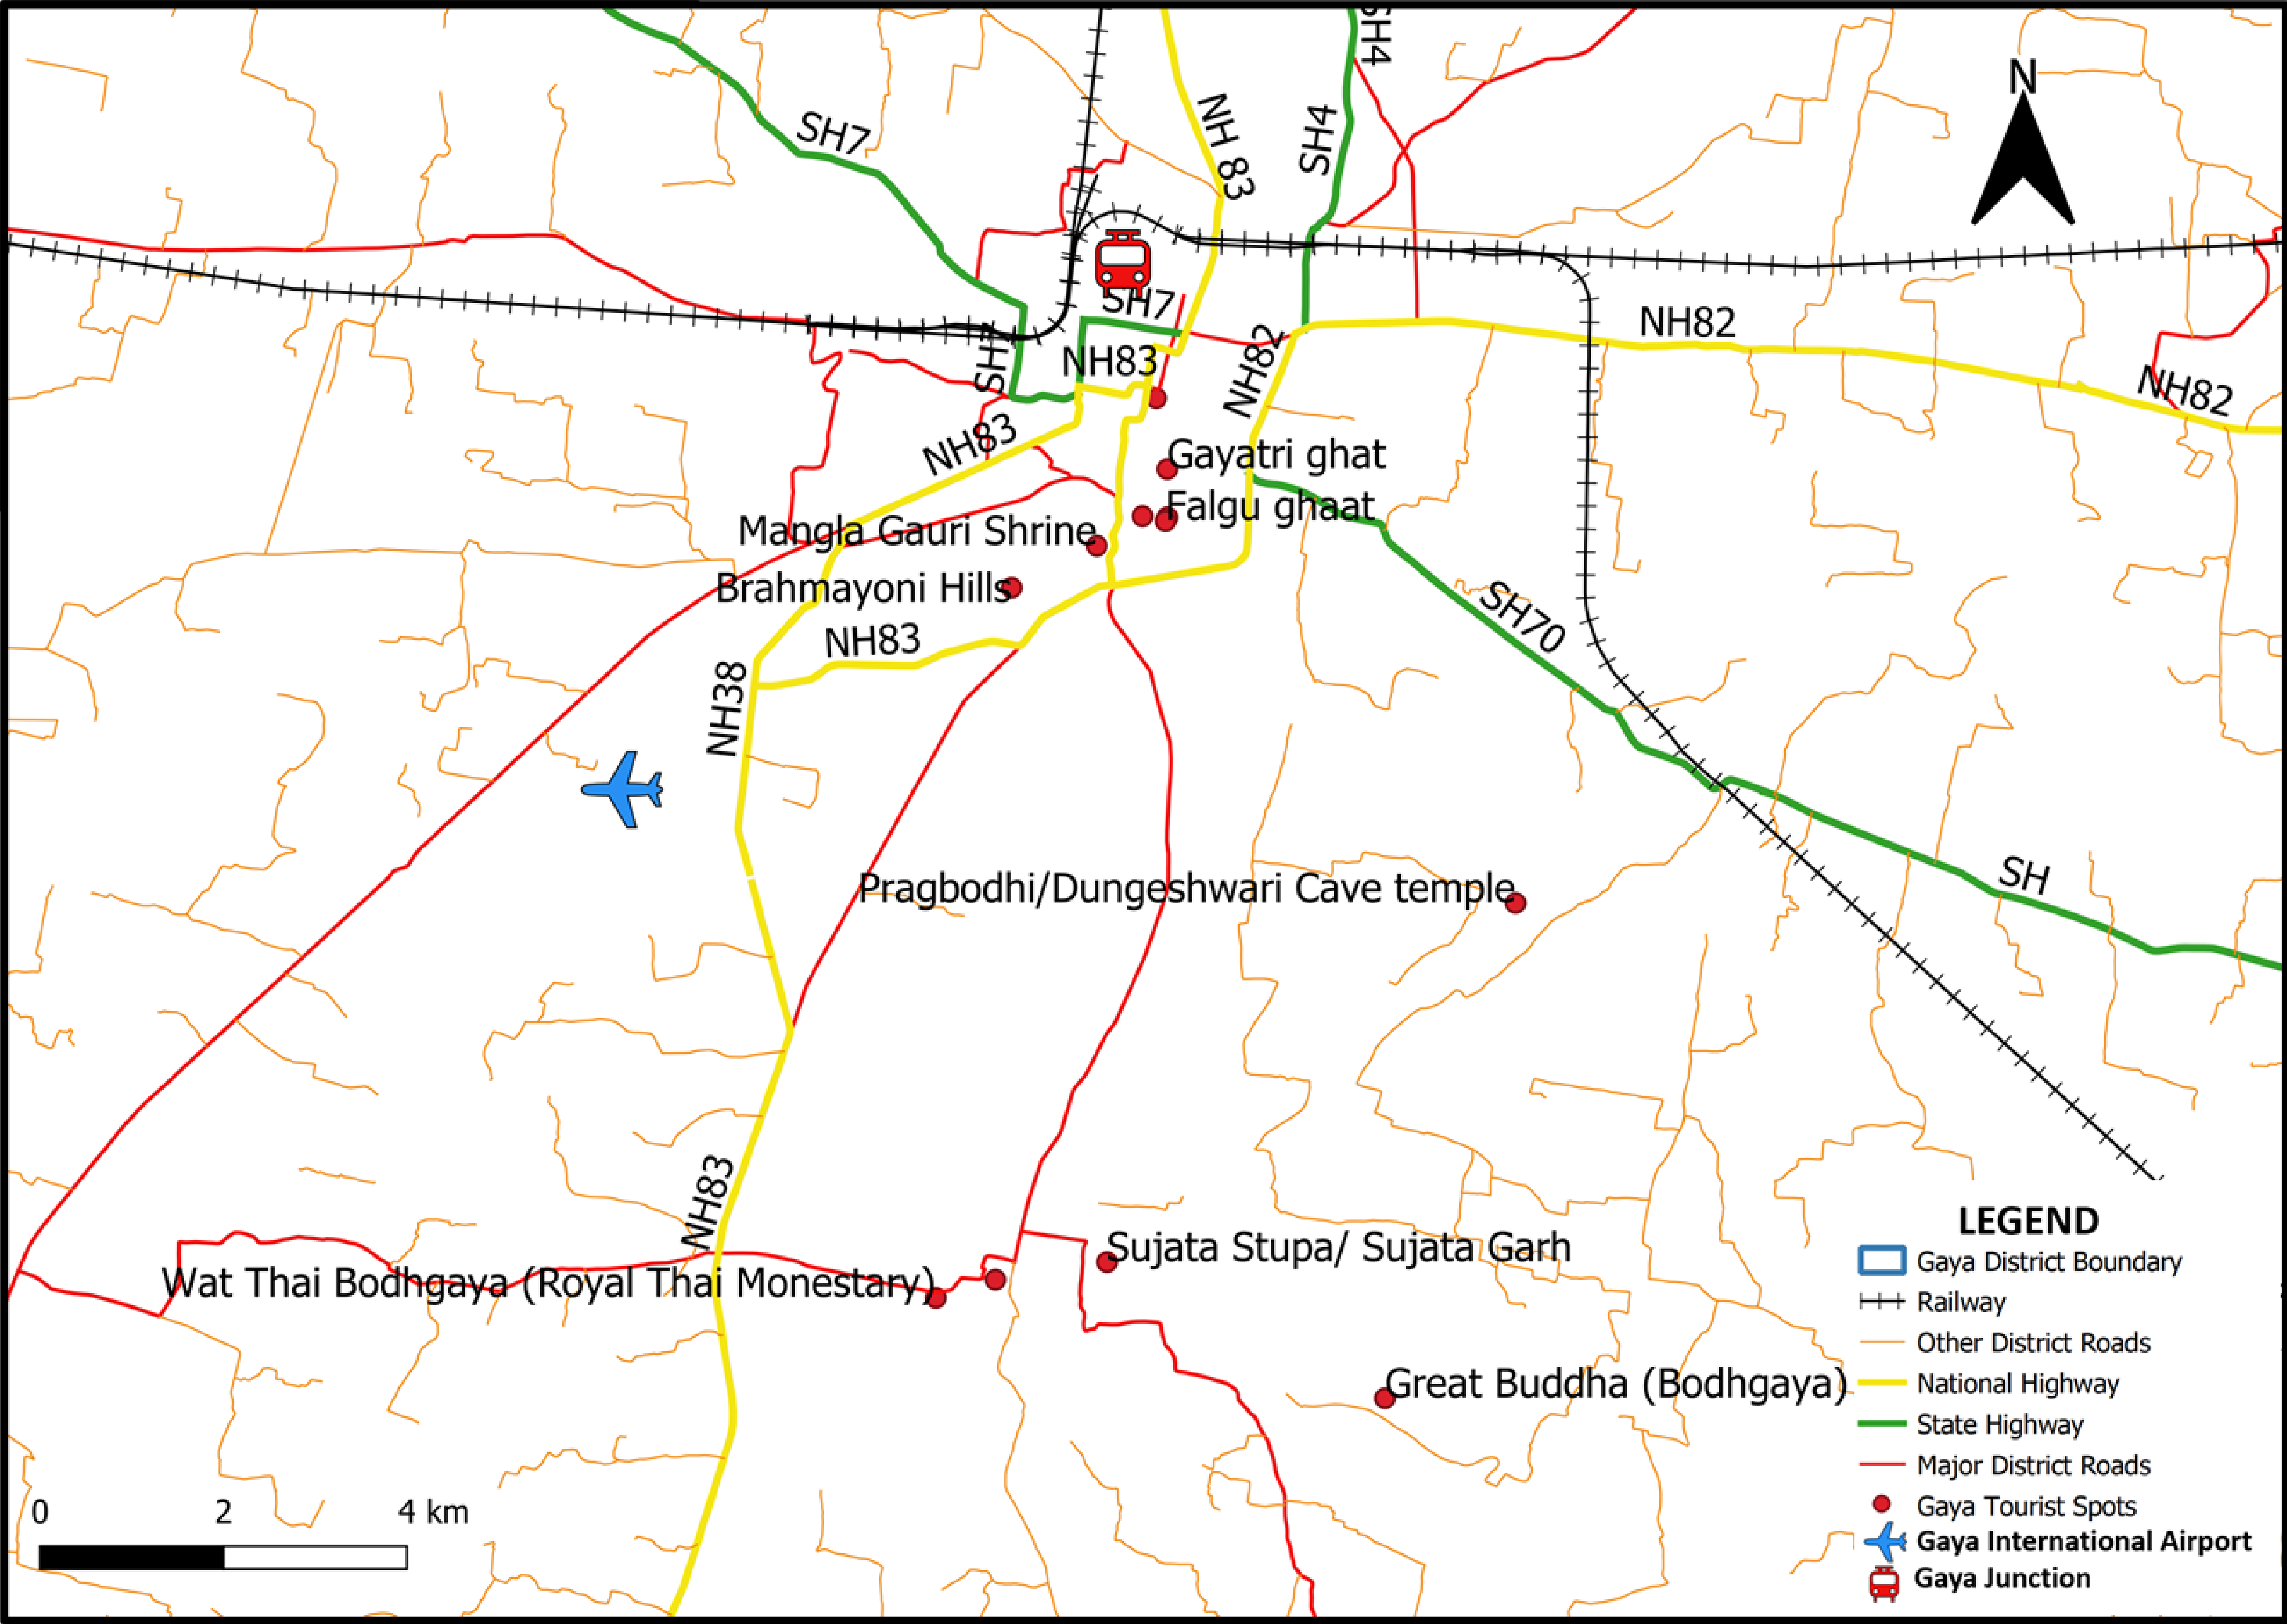 SH4
N
SH7
NH 83
SH4
SH7
NH82
NH83
SH7
NH82
NH82
NH83
Gayatri ghat
Falgu ghaat
Mangla Gauri Shrine
Brahmayoni Hills
SH70
NH83
NH38
Pragbodhi/Dungeshwari Cave temple
SH
NH83
Sujata Stupa/ Sujata Garh
Wat Thai Bodhgaya (Royal Thai Monestary)
Great Buddha (Bodhgaya)
LEGEND
Gaya District Boundary
Railway
Other District Roads
National Highway
State Highway
Major District Roads
Gaya Tourist Spots
Gaya International Airport
Gaya Junction
0 2 4 km